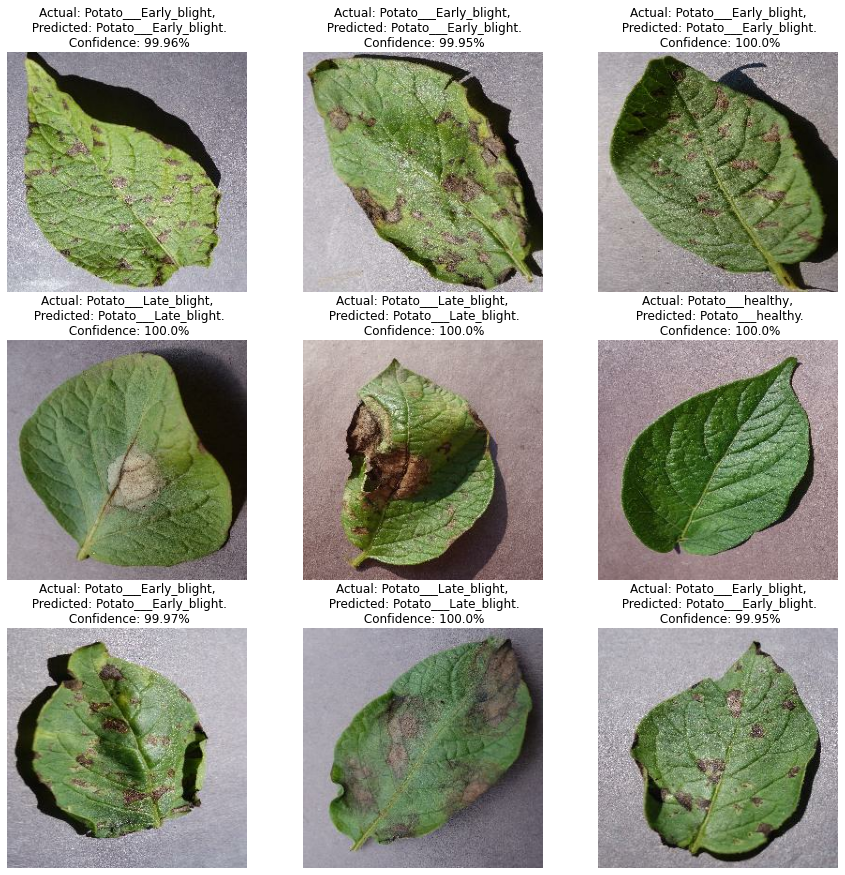 Actual: Potato___Early_blight,
Predicted: Potato___Early_blight.
Confidence: 99.96%
Actual: Potato___Early_blight,
Predicted: Potato___Early_blight.
Confidence: 99.95%
Actual: Potato___Early_blight,
Predicted: Potato___Early_blight.
Confidence: 100.0%
Actual: Potato___Late_blight,
Predicted: Potato___Late_blight.
Confidence: 100.0%
Actual: Potato___Late_blight,
Predicted: Potato___Late_blight.
Confidence: 100.0%
Actual: Potato___healthy,
Predicted: Potato___healthy.
Confidence: 100.0%
Actual: Potato___Early_blight,
Predicted: Potato___Early_blight.
Confidence: 99.97%
Actual: Potato___Late_blight,
Predicted: Potato___Late_blight.
Confidence: 100.0%
Actual: Potato___Early_blight,
Predicted: Potato___Early_blight.
Confidence: 99.95%